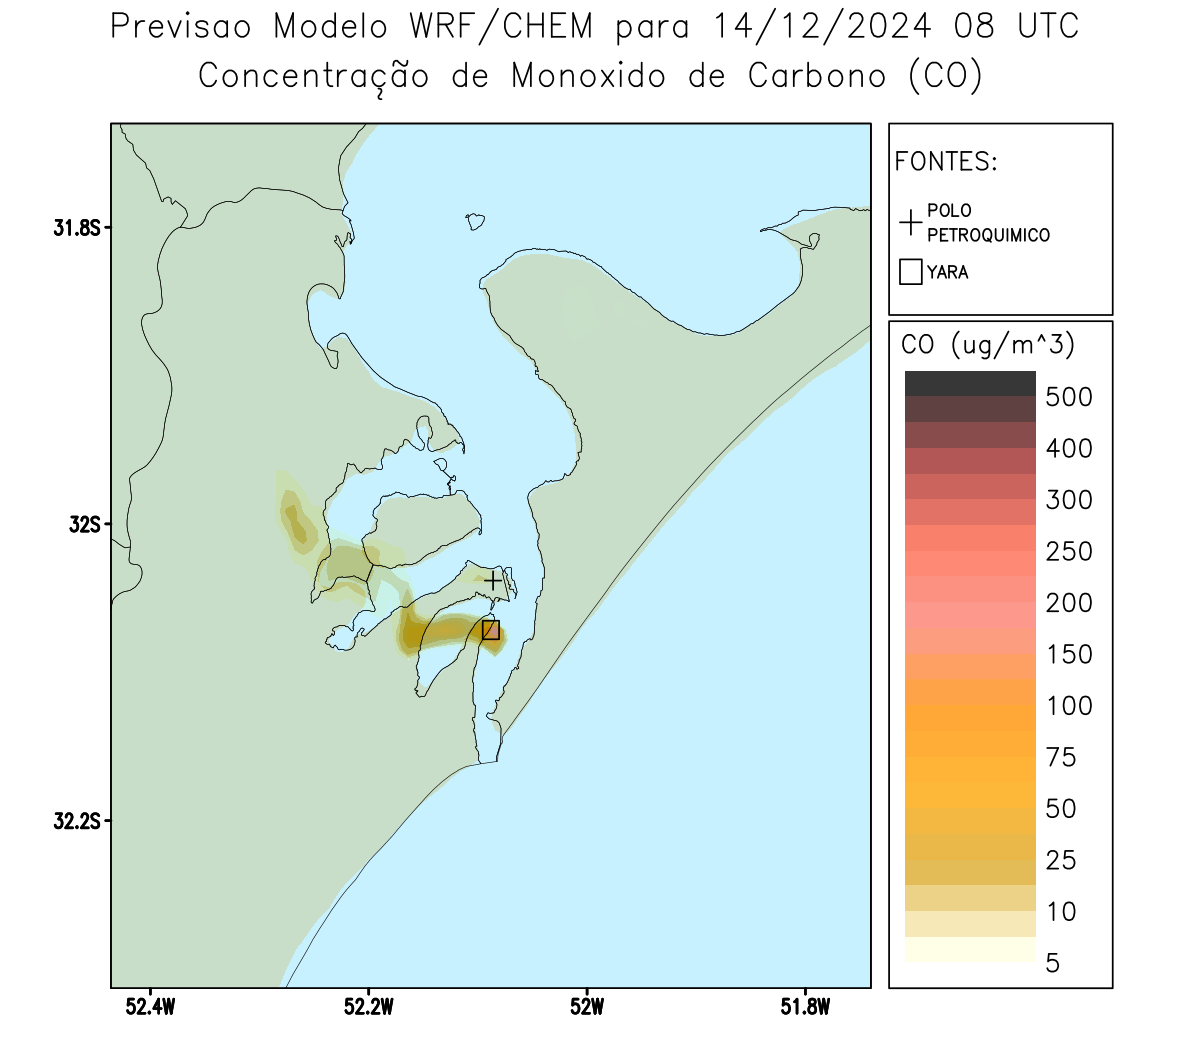 Previsao Modelo WRF/CHEM para 14/12/2024 08 UTC
Concentração de Monoxido de Carbono (CO)
FONTES:
POLO
PETROQUIMICO
YARA
CO (ug/m^3)
500
400
300
250
200
150
100
75
50
25
10
5
31.8S
32S
32.2S
52.4W
52.2W
52W
51.8W